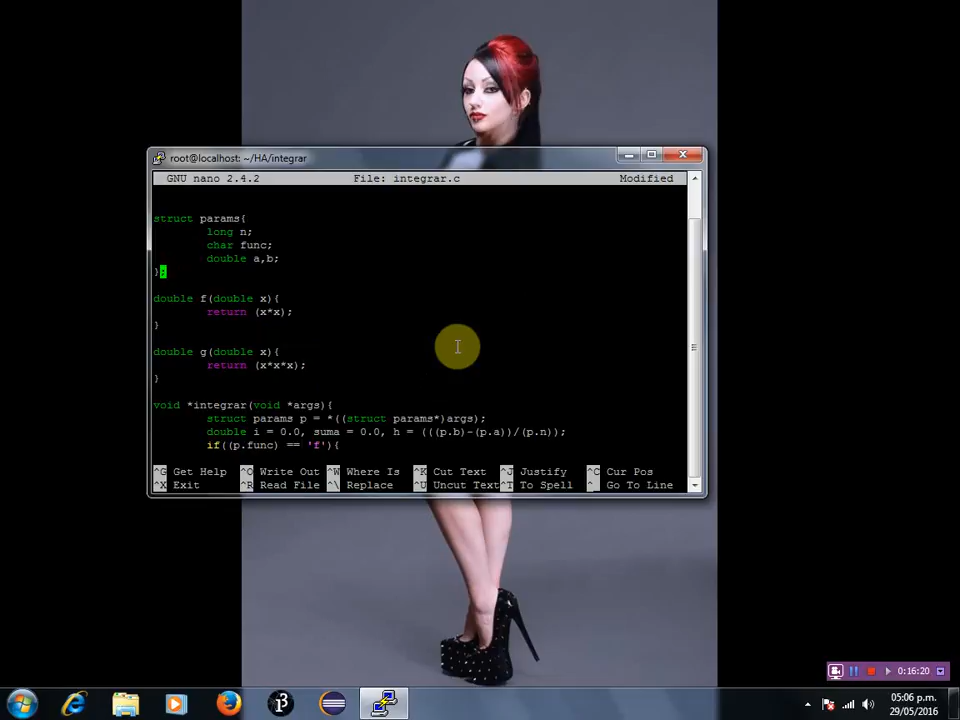 root@localhost: ~/HA/integrar
GNU nano 2.4.2 File: integrar.c Modified
struct params{
long n;
char func;
double a,b;
};
double f(double x){
return (x*x);
}
double g(double x){
return (x*x*x);
}
void *integrar(void *args){
struct params p = *((struct params*)args);
double i = 0.0, suma = 0.0, h = (((p.b)-(p.a))/(p.n));
if((p.func) == 'f'){
^G Get Help ^O Write Out ^W Where Is ^K Cut Text ^J Justify ^C Cur Pos
^X Exit ^R Read File ^\ Replace ^U Uncut Text ^T To Spell ^_ Go To Line
0:16:20
05:06 p.m.
29/05/2016